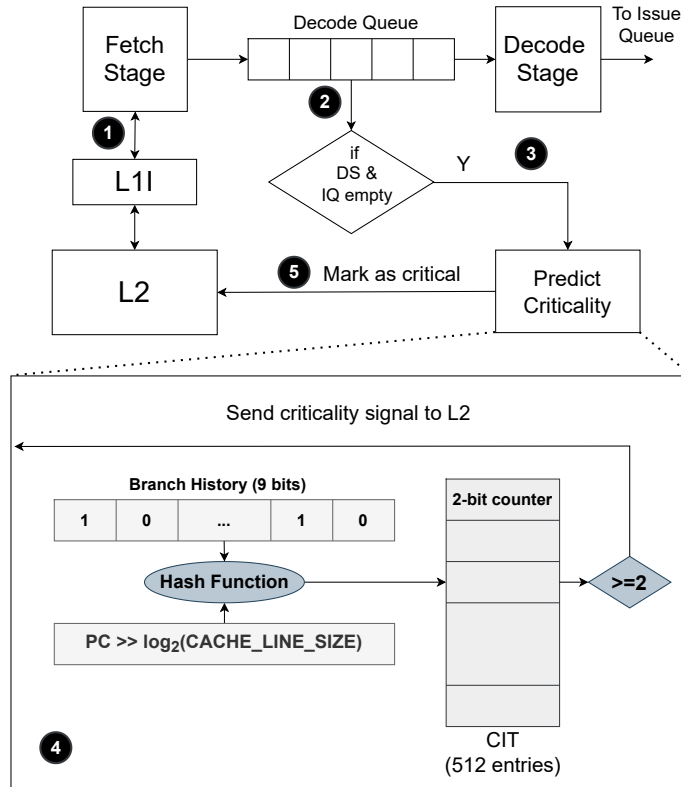 Fetch
Stage
Decode Queue
Decode
Stage
To Issue
Queue
1
2
3
if
DS &
IQ empty
Y
L1I
L2
5 Mark as critical
Predict
Criticality
Send criticality signal to L2
Branch History (9 bits)
1 0 ... 1 0
Hash Function
PC >> log₂(CACHE_LINE_SIZE)
2-bit counter
>=2
4
CIT
(512 entries)